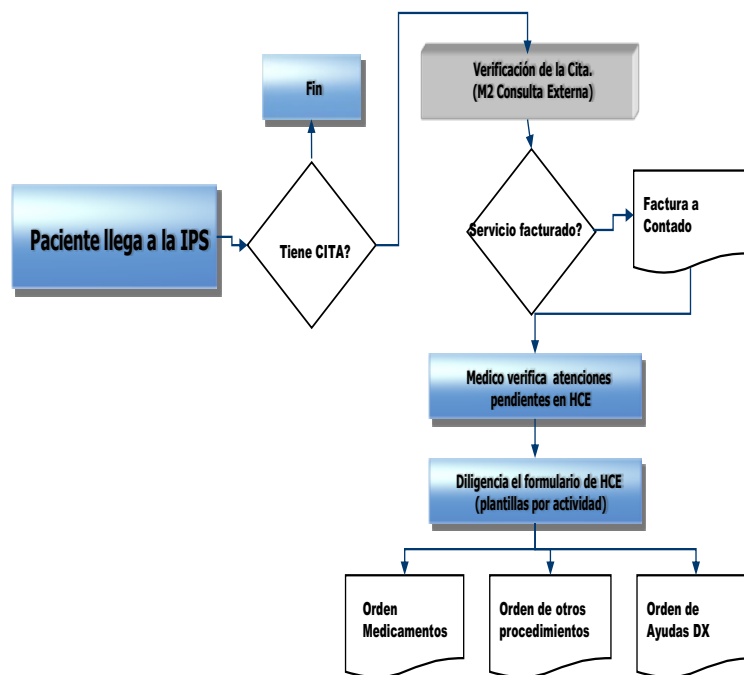 Verificación de la Cita.
(M2 Consulta Externa)
Fin
Paciente llega a la IPS
Tiene CITA?
Servicio facturado?
Factura a
Contado
Medico verifica atenciones
pendientes en HCE
Diligencia el formulario de HCE
(plantillas por actividad)
Orden
Medicamentos
Orden de otros
procedimientos
Orden de
Ayudas DX